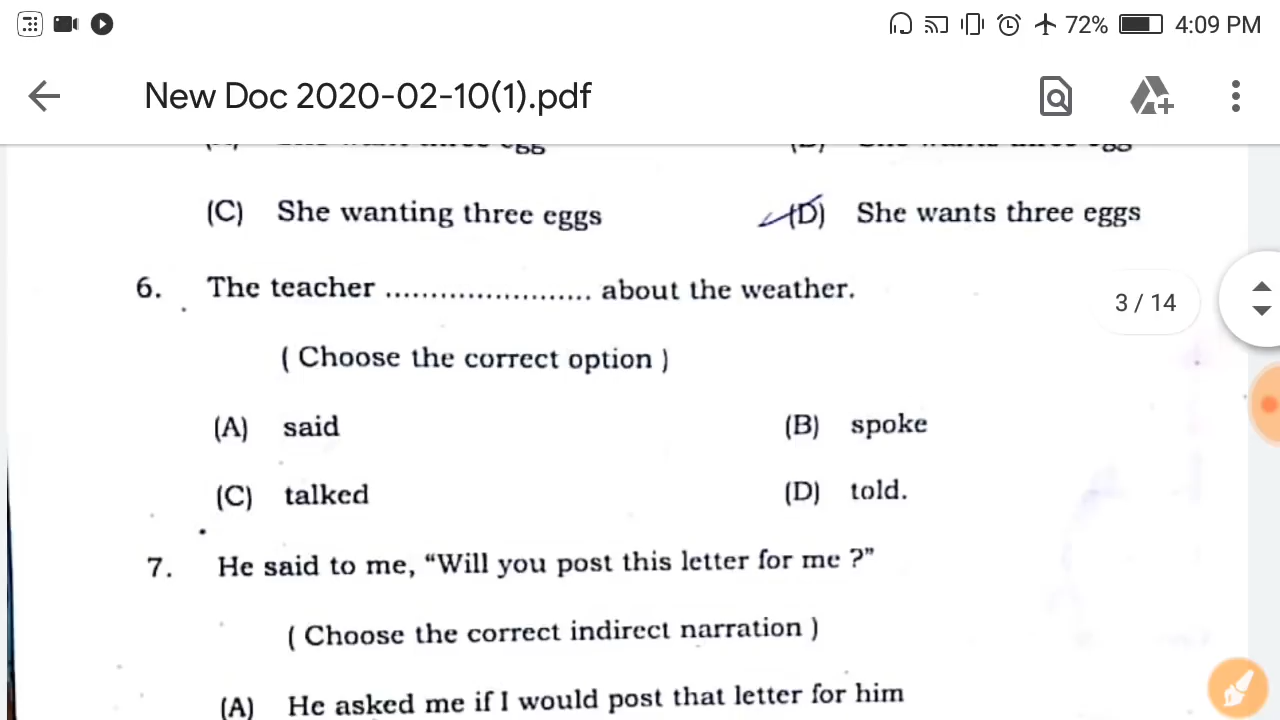 72% 4:09 PM
New Doc 2020-02-10(1).pdf
(C) She wanting three eggs
(D) She wants three eggs
6. The teacher ....................... about the weather.
3 / 14
( Choose the correct option )
(A) said
(B) spoke
(C) talked
(D) told.
7. He said to me, “Will you post this letter for me ?”
( Choose the correct indirect narration )
(A) He asked me if I would post that letter for him